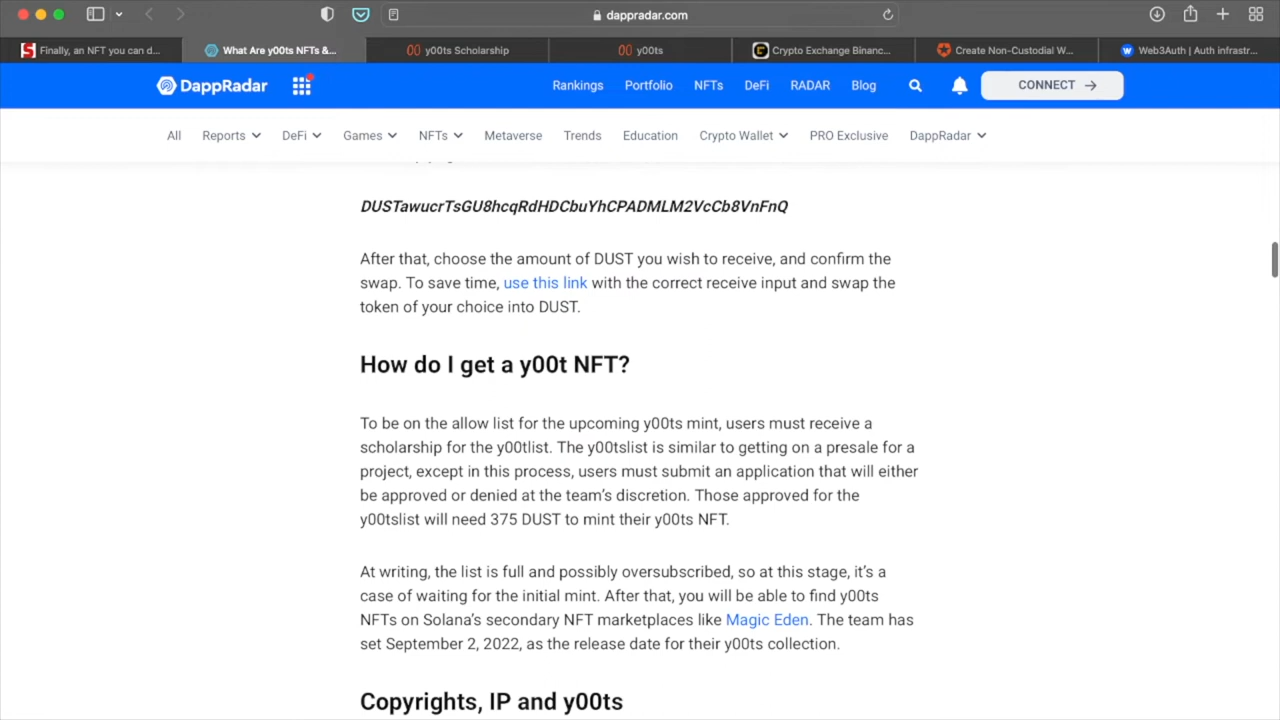 dappradar.com
Finally, an NFT you can d...
What Are y00ts NFTs &...
y00ts Scholarship
y00ts
Crypto Exchange Binanc...
Create Non-Custodial W...
Web3Auth | Auth infrastr...
DappRadar
Rankings
Portfolio
NFTs
DeFi
RADAR
Blog
CONNECT
All
Reports
DeFi
Games
NFTs
Metaverse
Trends
Education
Crypto Wallet
PRO Exclusive
DappRadar
DUSTawucrTsGU8hcqRdHDCbuYhCPADMLM2VcCb8VnFnQ
After that, choose the amount of DUST you wish to receive, and confirm the
swap. To save time, use this link with the correct receive input and swap the
token of your choice into DUST.
How do I get a y00t NFT?
To be on the allow list for the upcoming y00ts mint, users must receive a
scholarship for the y00tlist. The y00tslist is similar to getting on a presale for a
project, except in this process, users must submit an application that will either
be approved or denied at the team's discretion. Those approved for the
y00tslist will need 375 DUST to mint their y00ts NFT.
At writing, the list is full and possibly oversubscribed, so at this stage, it's a
case of waiting for the initial mint. After that, you will be able to find y00ts
NFTs on Solana's secondary NFT marketplaces like Magic Eden. The team has
set September 2, 2022, as the release date for their y00ts collection.
Copyrights, IP and y00ts